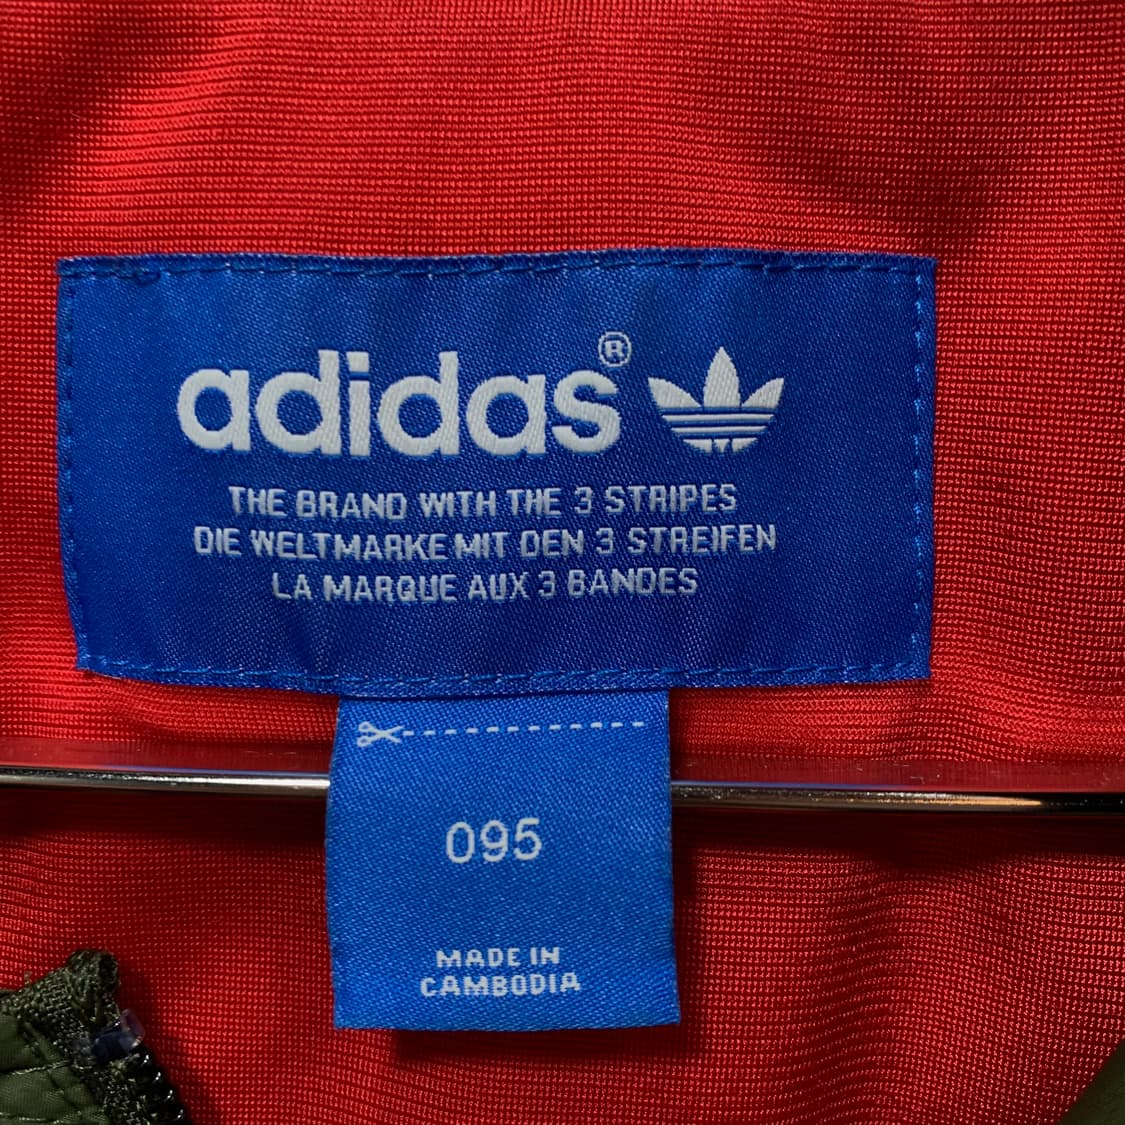 adidas®
THE BRAND WITH THE 3 STRIPES
DIE WELTMARKE MIT DEN 3 STREIFEN
LA MARQUE AUX 3 BANDES
095
MADE IN
CAMBODIA